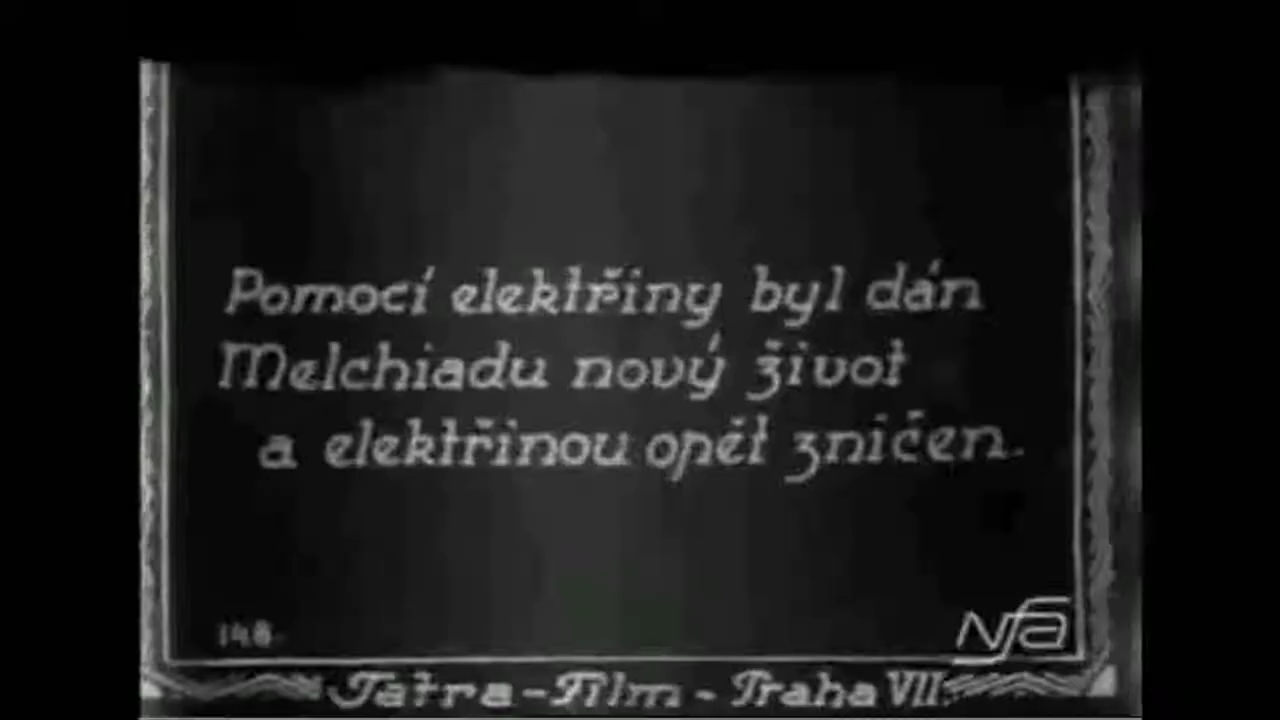 Pomocí elektřiny byl dán
Melchiadu nový život
a elektřinou opět zničen.
148.
nfa
Tatra-Film - Praha VII.